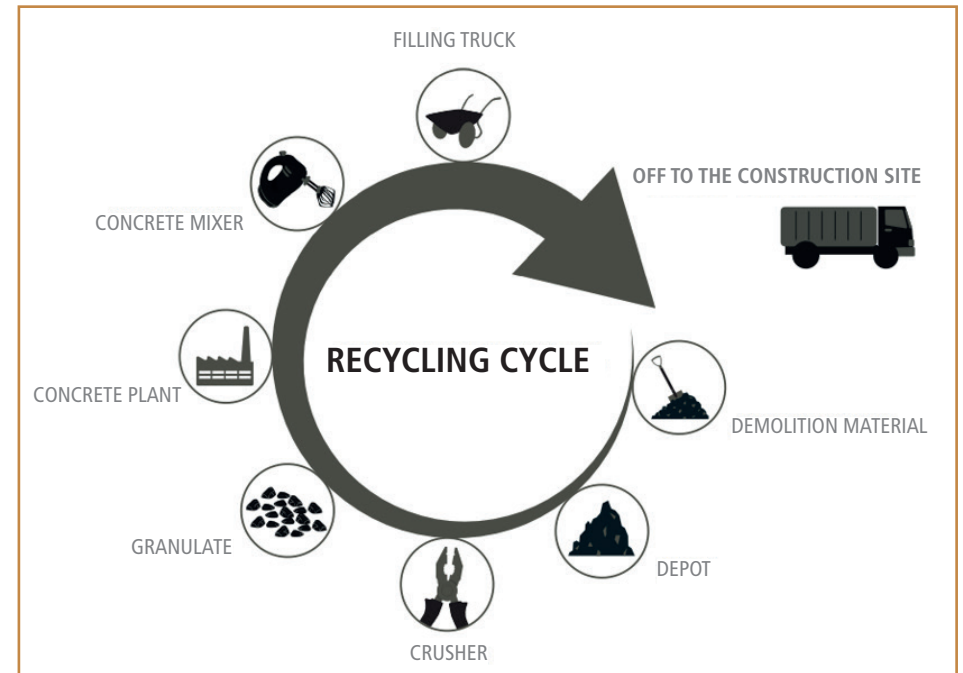 FILLING TRUCK
OFF TO THE CONSTRUCTION SITE
CONCRETE MIXER
RECYCLING CYCLE
CONCRETE PLANT
DEMOLITION MATERIAL
GRANULATE
DEPOT
CRUSHER